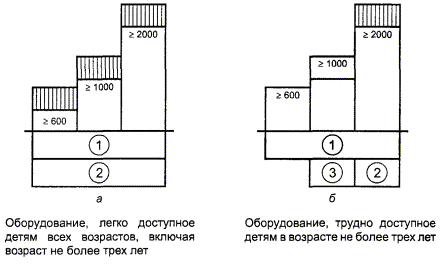 ≥ 2000
≥ 1000
≥ 600
1
2
а
Оборудование, легко доступное
детям всех возрастов, включая
возраст не более трех лет
≥ 2000
≥ 1000
≥ 600
1
3 2
б
Оборудование, трудно доступное
детям в возрасте не более трех лет